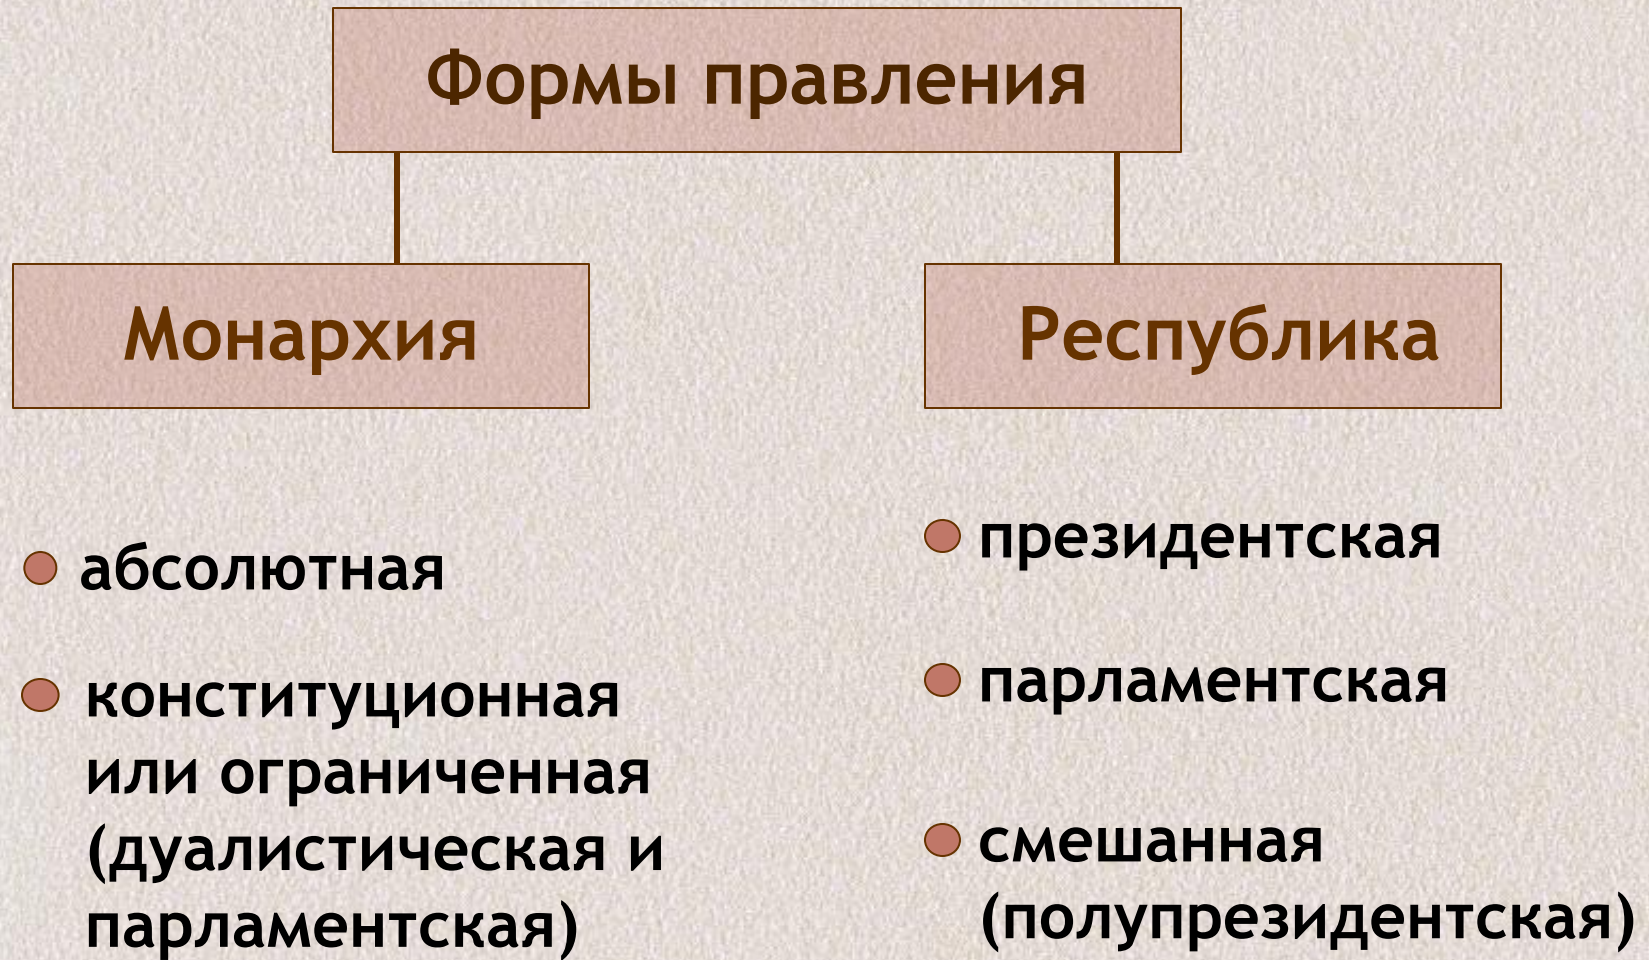 Формы правления
Монархия
Республика
абсолютная
конституционная
или ограниченная
(дуалистическая и
парламентская)
президентская
парламентская
смешанная
(полупрезидентская)